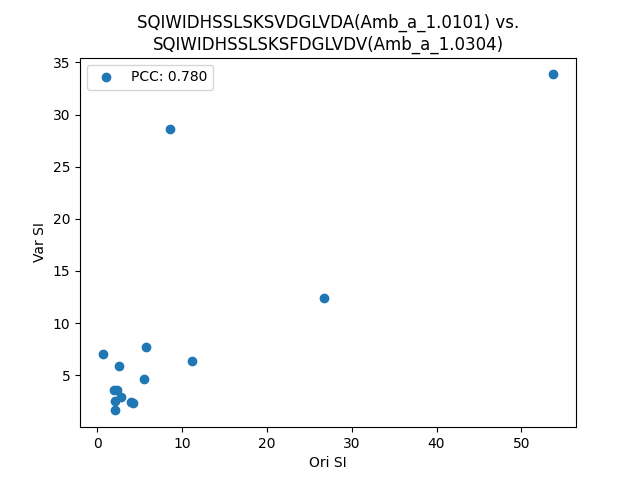 SQIWIDHSSLSKSVDGLVDA(Amb_a_1.0101) vs.
SQIWIDHSSLSKSFDGLVDV(Amb_a_1.0304)
PCC: 0.780
35
30
25
20
15
10
5
Var SI
0 10 20 30 40 50
Ori SI